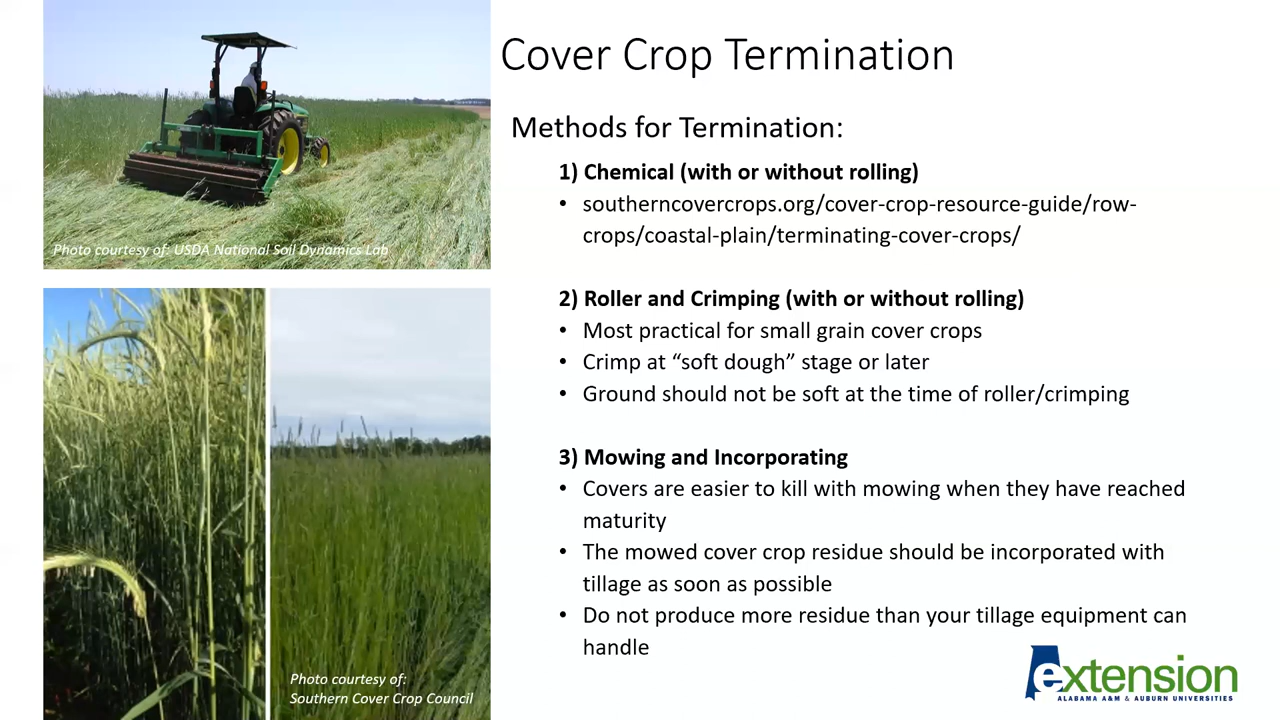 Cover Crop Termination
Methods for Termination:
1) Chemical (with or without rolling)
• southerncovercrops.org/cover-crop-resource-guide/row-
crops/coastal-plain/terminating-cover-crops/
2) Roller and Crimping (with or without rolling)
• Most practical for small grain cover crops
• Crimp at “soft dough” stage or later
• Ground should not be soft at the time of roller/crimping
3) Mowing and Incorporating
• Covers are easier to kill with mowing when they have reached
maturity
• The mowed cover crop residue should be incorporated with
tillage as soon as possible
• Do not produce more residue than your tillage equipment can
handle
Photo courtesy of: USDA National Soil Dynamics Lab
Photo courtesy of:
Southern Cover Crop Council
extension
ALABAMA A&M & AUBURN UNIVERSITIES